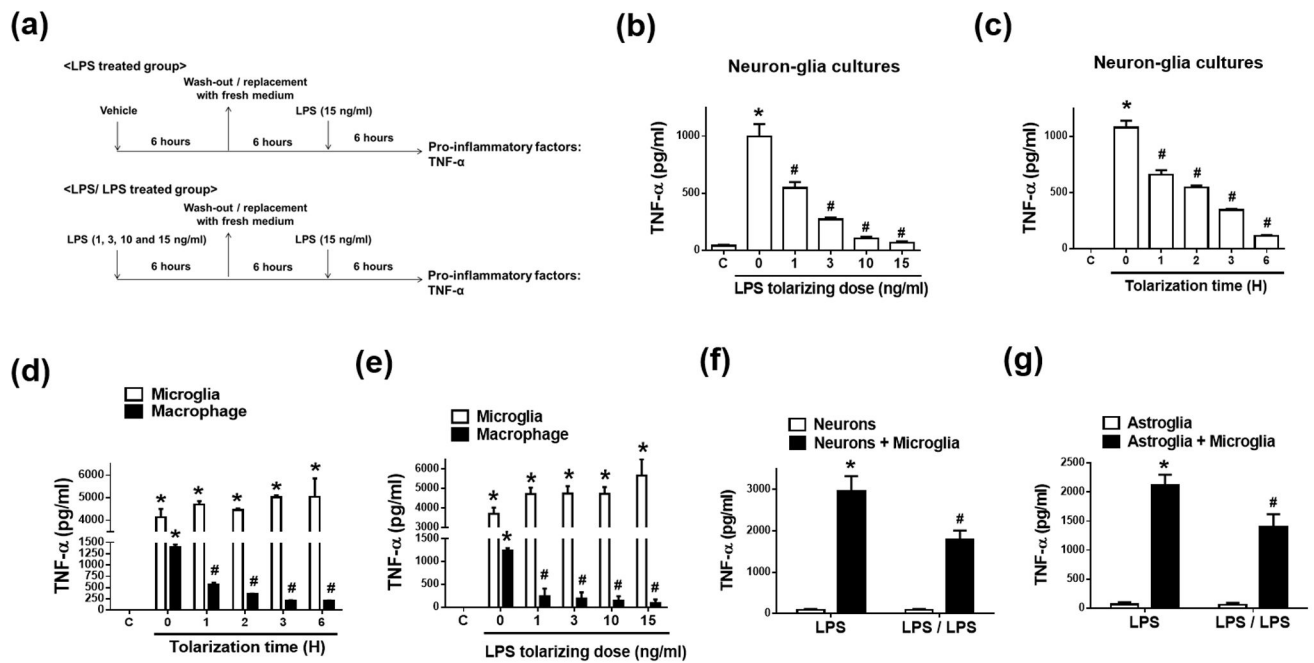 (a)
<LPS treated group>
Wash-out / replacement
with fresh medium
Vehicle
LPS (15 ng/ml)
6 hours
6 hours
6 hours
Pro-inflammatory factors:
TNF-α
<LPS/ LPS treated group>
Wash-out / replacement
with fresh medium
LPS (1, 3, 10 and 15 ng/ml)
LPS (15 ng/ml)
6 hours
6 hours
6 hours
Pro-inflammatory factors:
TNF-α
(b)
Neuron-glia cultures
TNF-α (pg/ml)
1000
500
0
*
#
#
#
#
C 0 1 3 10 15
LPS tolarizing dose (ng/ml)
(c)
Neuron-glia cultures
TNF-α (pg/ml)
1000
500
0
*
#
#
#
#
C 0 1 2 3 6
Tolarization time (H)
(d)
Microglia
Macrophage
TNF-α (pg/ml)
6000
5000
4000
1500
1250
1000
750
500
250
0
* * * * *
*
# # # #
C 0 1 2 3 6
Tolarization time (H)
(e)
Microglia
Macrophage
TNF-α (pg/ml)
6000
5000
4000
3000
1500
1000
500
0
* * * * *
*
# # # #
C 0 1 3 10 15
LPS tolarizing dose (ng/ml)
(f)
Neurons
Neurons + Microglia
TNF-α (pg/ml)
3000
2000
1000
0
*
#
LPS LPS / LPS
(g)
Astroglia
Astroglia + Microglia
TNF-α (pg/ml)
2500
2000
1500
1000
500
0
*
#
LPS LPS / LPS